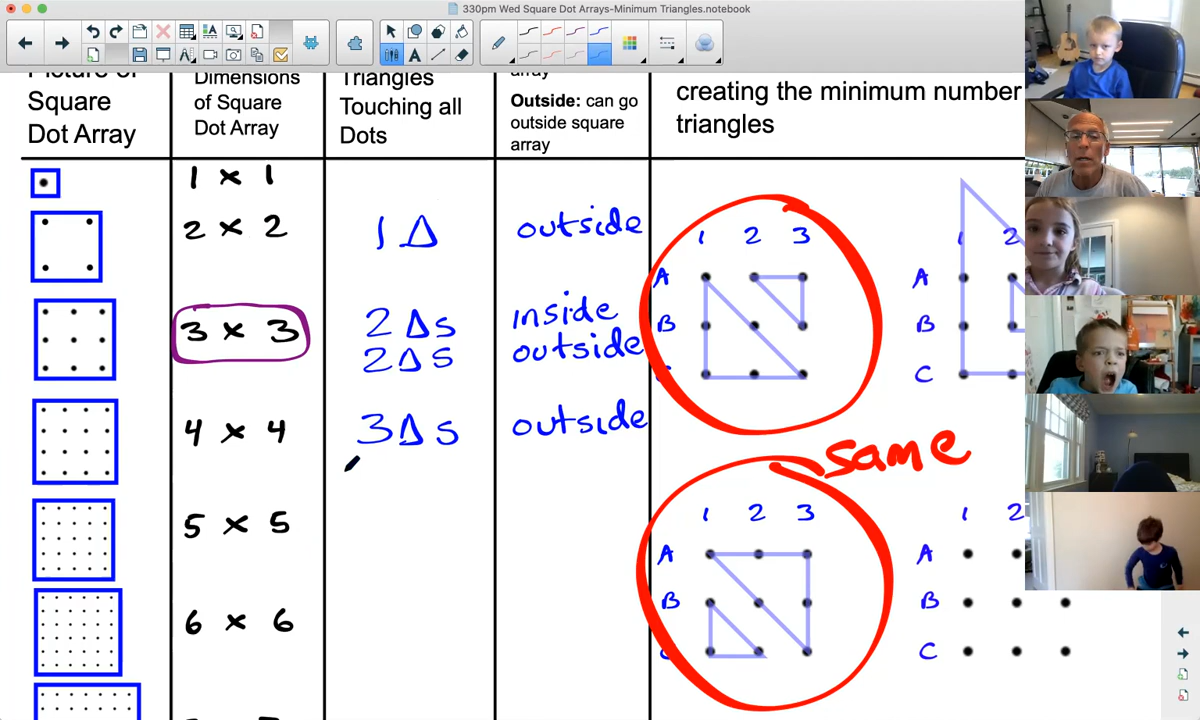 330pm Wed Square Dot Arrays-Minimum Triangles.notebook
Square
Dot Array
Dimensions
of Square
Dot Array
Triangles
Touching all
Dots
array
Outside: can go
outside square
array
creating the minimum number
triangles
1 × 1
2 × 2
1 Δ
outside
3 × 3
2 Δs
inside
2 Δs
outside
4 × 4
3 Δs
outside
5 × 5
6 × 6
1 2 3
A
B
1 2
A
B
C
same
1 2 3
A
B
1 2
A
B
C